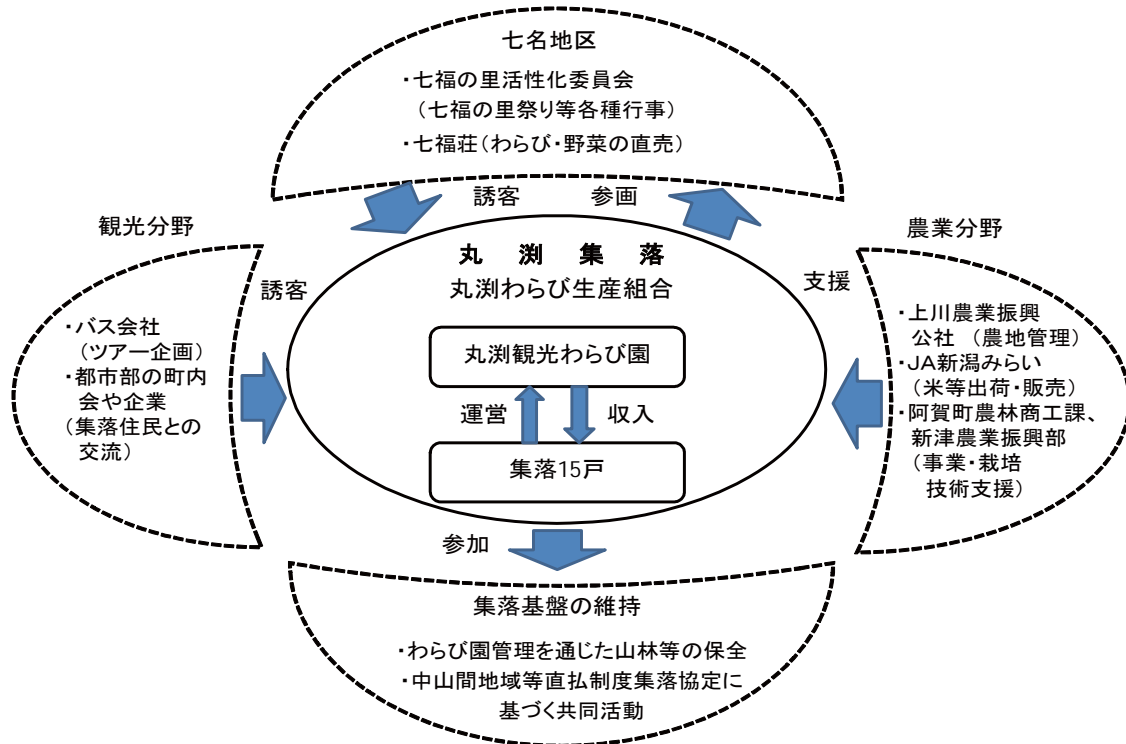 七名地区
・七福の里活性化委員会
（七福の里祭り等各種行事）
・七福荘（わらび・野菜の直売）
誘客
参画
観光分野
誘客
・バス会社
（ツアー企画）
・都市部の町内
会や企業
（集落住民との
交流）
丸 渕 集 落
丸渕わらび生産組合
丸渕観光わらび園
運営
収入
集落15戸
農業分野
支援
・上川農業振興
公社 （農地管理）
・JA新潟みらい
（米等出荷・販売）
・阿賀町農林商工課、
新津農業振興部
（事業・栽培
技術支援）
参加
集落基盤の維持
・わらび園管理を通じた山林等の保全
・中山間地域等直払制度集落協定に
基づく共同活動